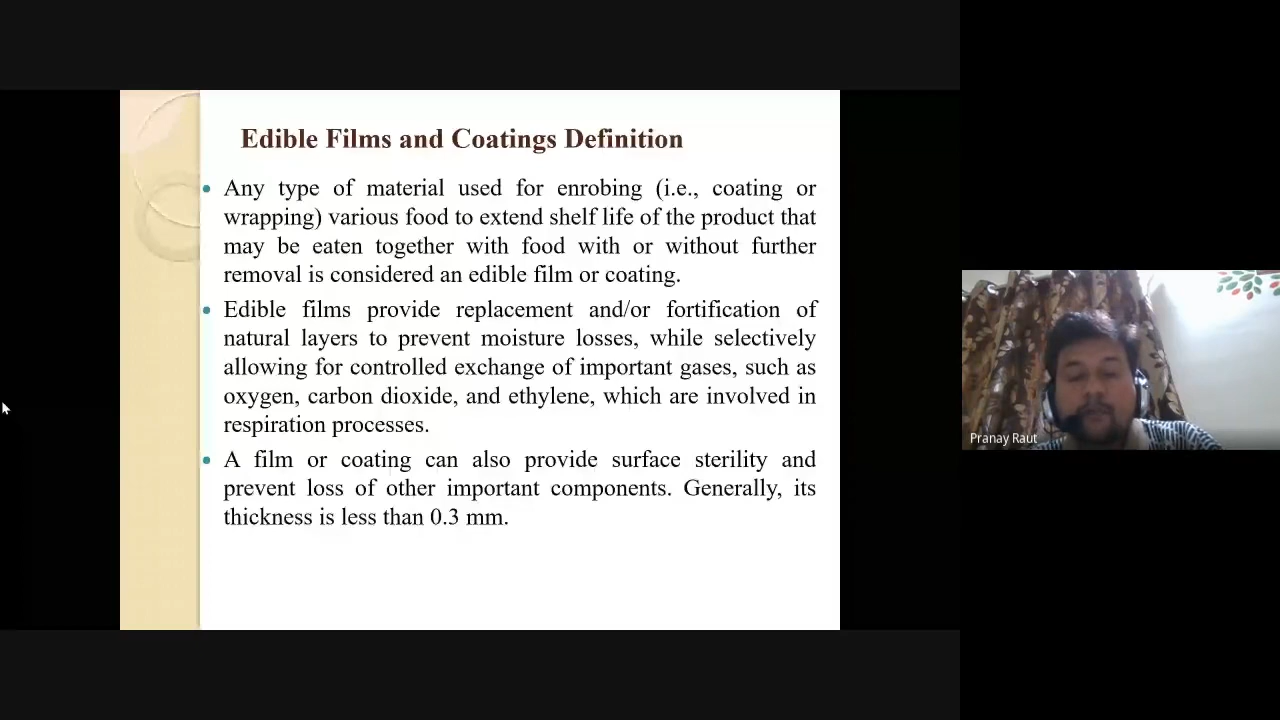 Edible Films and Coatings Definition
Any type of material used for enrobing (i.e., coating or
wrapping) various food to extend shelf life of the product that
may be eaten together with food with or without further
removal is considered an edible film or coating.
Edible films provide replacement and/or fortification of
natural layers to prevent moisture losses, while selectively
allowing for controlled exchange of important gases, such as
oxygen, carbon dioxide, and ethylene, which are involved in
respiration processes.
A film or coating can also provide surface sterility and
prevent loss of other important components. Generally, its
thickness is less than 0.3 mm.
Pranay Raut